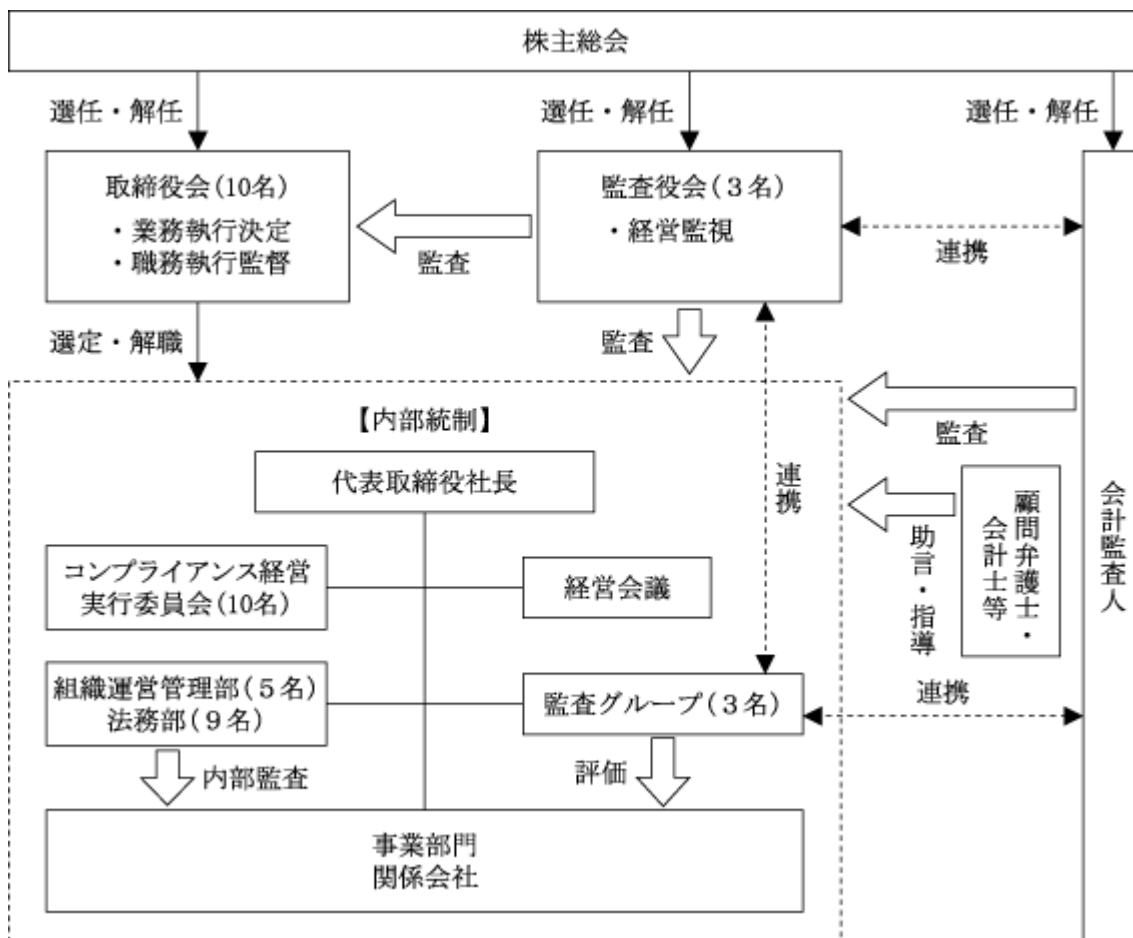 株主総会
選任・解任
選任・解任
選任・解任
取締役会(10名)
・業務執行決定
・職務執行監督
監査役会(3名)
・経営監視
監査
連携
選定・解職
監査
【内部統制】
監査
代表取締役社長
連携
助言・指導
顧問弁護士・
会計士等
会計監査人
コンプライアンス経営
実行委員会(10名)
経営会議
組織運営管理部(5名)
法務部(9名)
監査グループ(3名)
連携
内部監査
評価
事業部門
関係会社